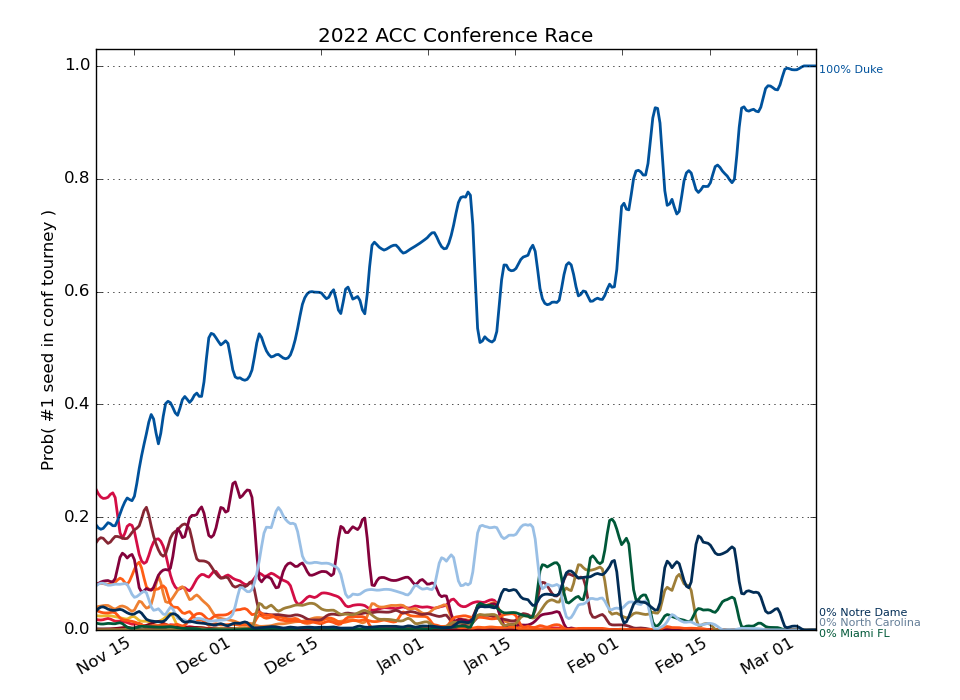 2022 ACC Conference Race
Prob( #1 seed in conf tourney )
1.0
0.8
0.6
0.4
0.2
0.0
100% Duke
0% Notre Dame
0% North Carolina
0% Miami FL
Nov 15
Dec 01
Dec 15
Jan 01
Jan 15
Feb 01
Feb 15
Mar 01